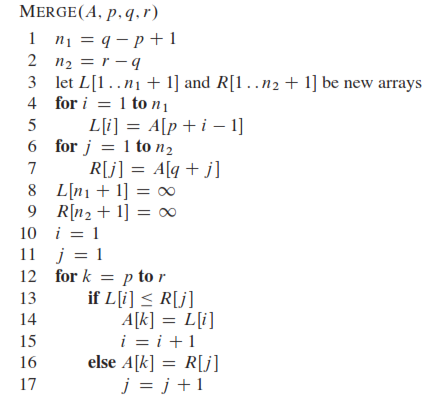 MERGE(A, p, q, r)
1 n₁ = q − p + 1
2 n₂ = r − q
3 let L[1..n₁ + 1] and R[1..n₂ + 1] be new arrays
4 for i = 1 to n₁
5 L[i] = A[p + i − 1]
6 for j = 1 to n₂
7 R[j] = A[q + j]
8 L[n₁ + 1] = ∞
9 R[n₂ + 1] = ∞
10 i = 1
11 j = 1
12 for k = p to r
13 if L[i] ≤ R[j]
14 A[k] = L[i]
15 i = i + 1
16 else A[k] = R[j]
17 j = j + 1